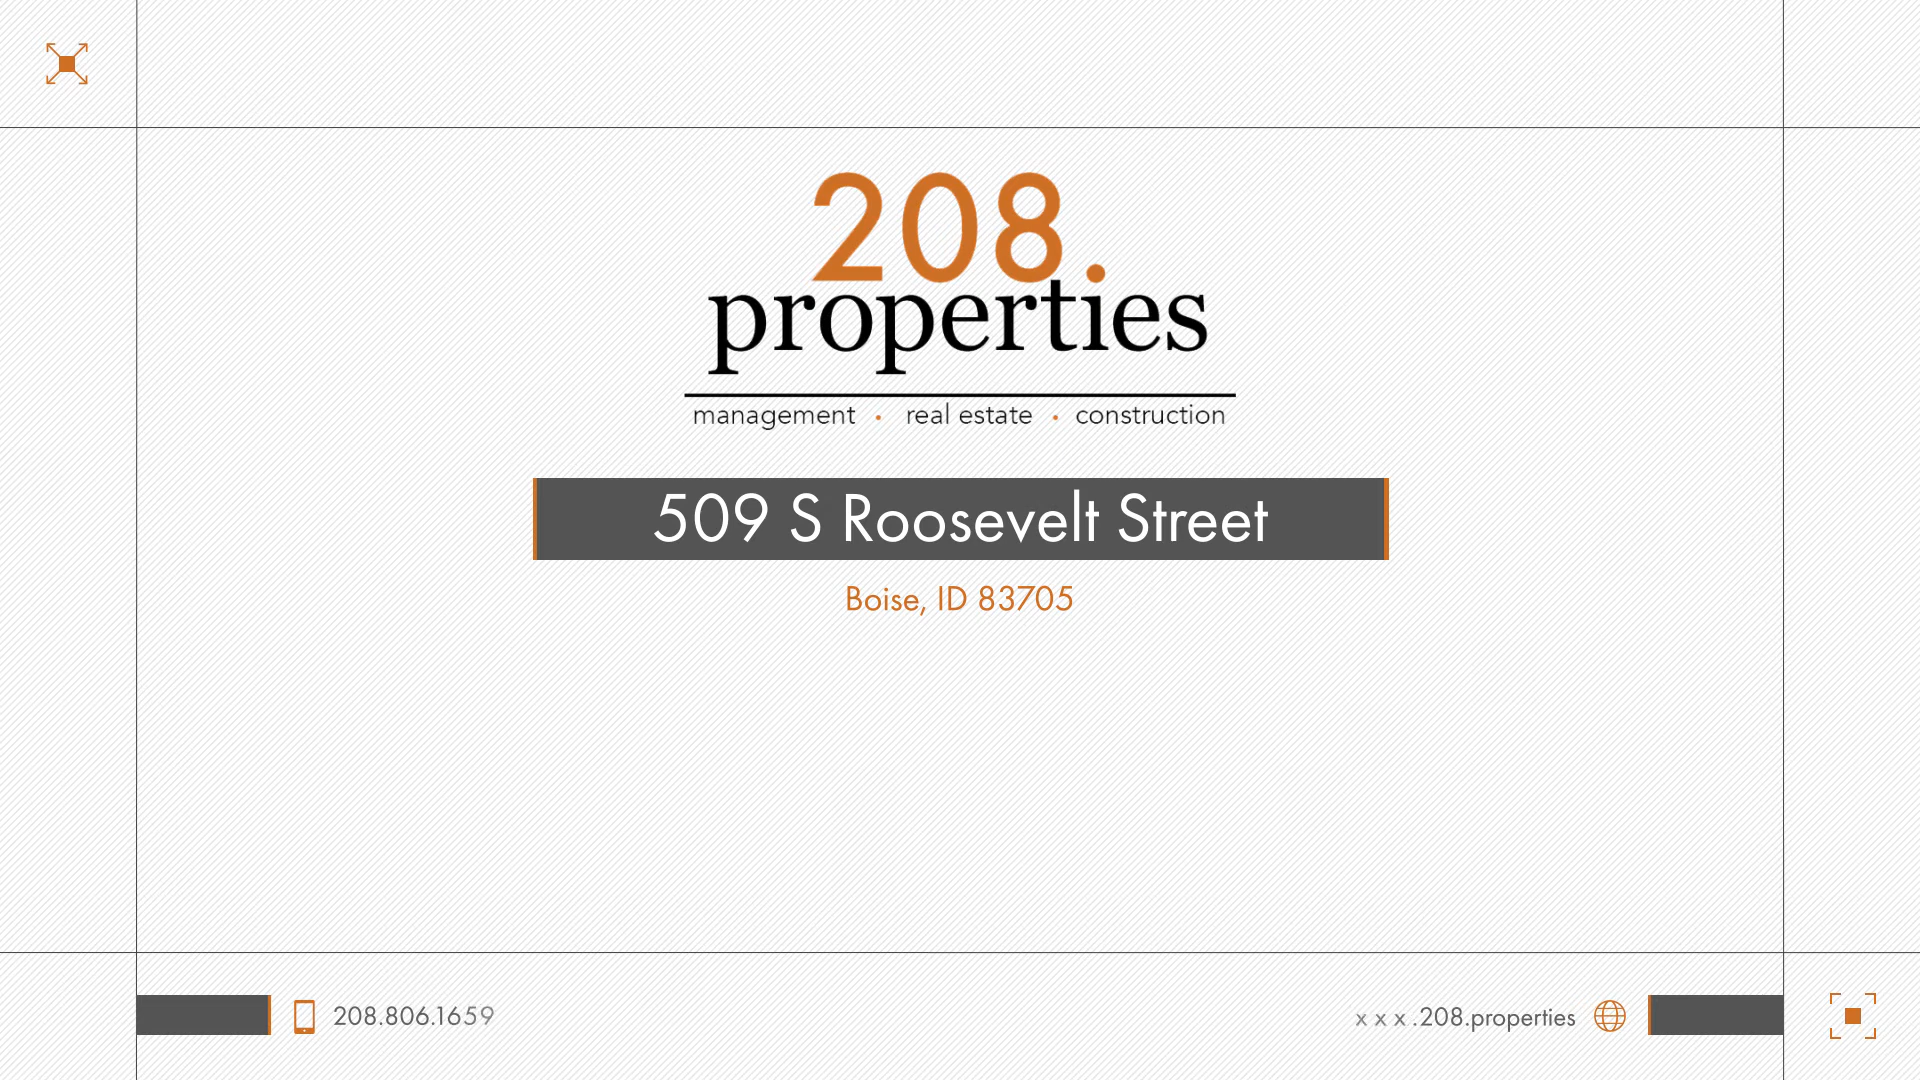 208.
properties
management • real estate • construction
509 S Roosevelt Street
Boise, ID 83705
208.806.1659
x x x .208.properties